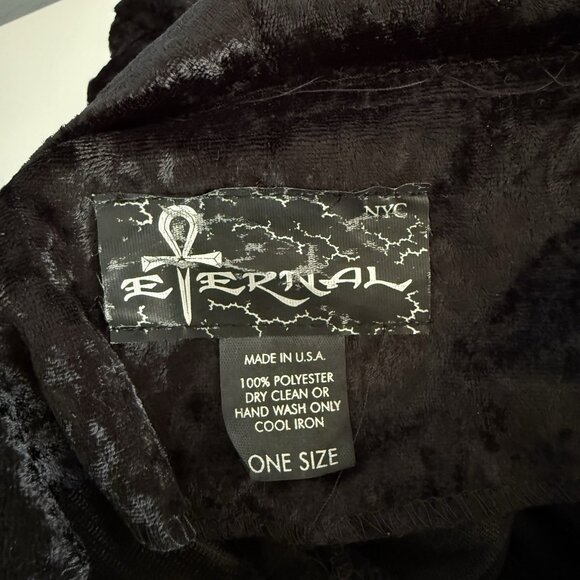 NYC
ETERNAL
MADE IN U.S.A.
100% POLYESTER
DRY CLEAN OR
HAND WASH ONLY
COOL IRON
ONE SIZE